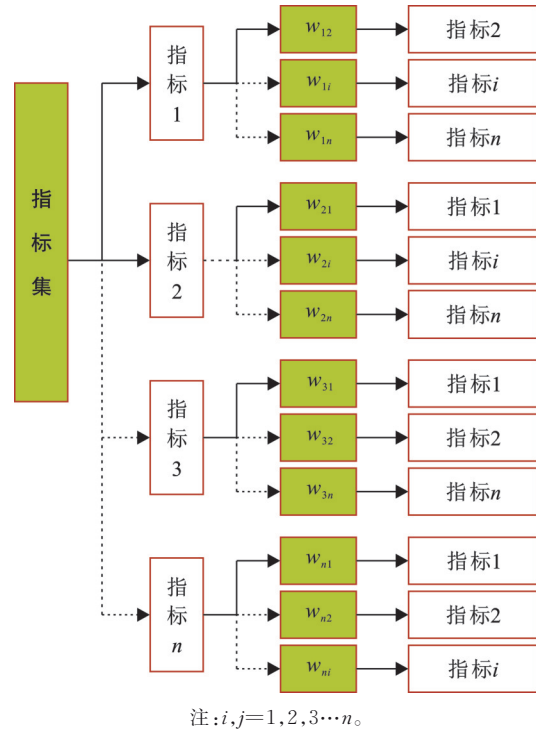 指标集
指标1
w12
指标2
w1i
指标i
w1n
指标n
指标2
w21
指标1
w2i
指标i
w2n
指标n
指标3
w31
指标1
w32
指标2
w3n
指标n
指标n
wn1
指标1
wn2
指标2
wni
指标i
注:i,j=1,2,3…n。